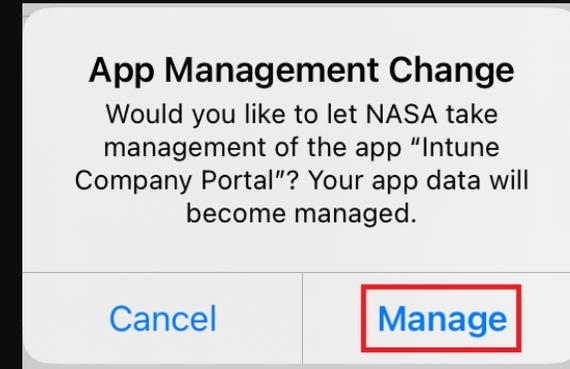 App Management Change
Would you like to let NASA take
management of the app “Intune
Company Portal”? Your app data will
become managed.
Cancel
Manage